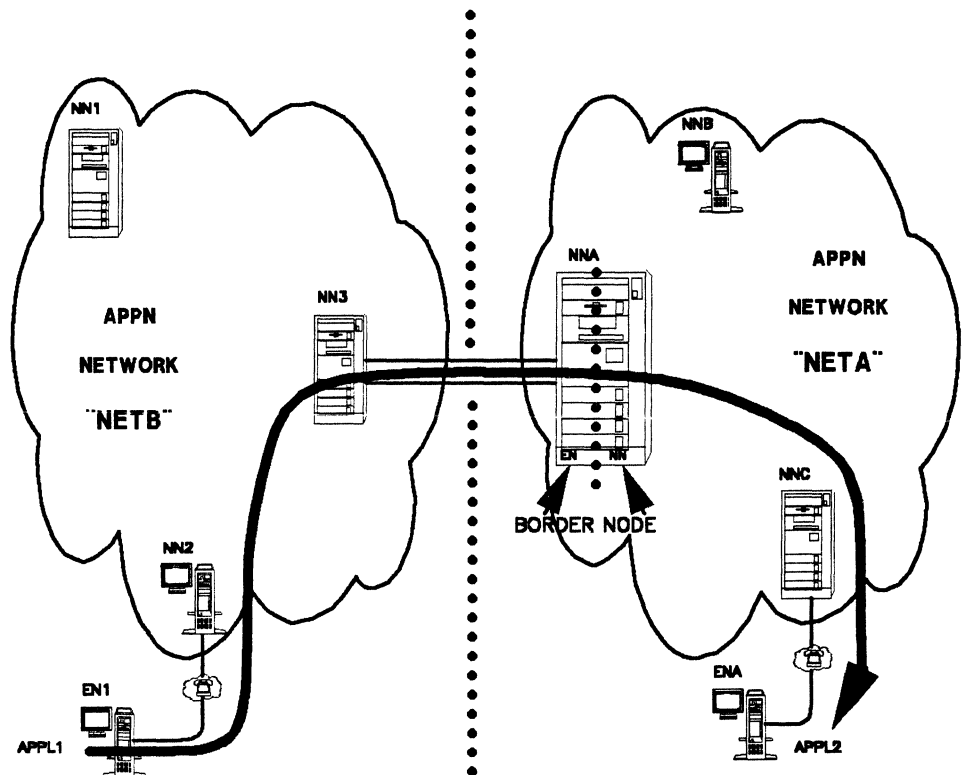 NN1
NNB
NNA
APPN
NETWORK
"NETA"
NN3
APPN
NETWORK
"NETB"
EN NN
BORDER NODE
NNC
NN2
EN1
ENA
APPL1
APPL2